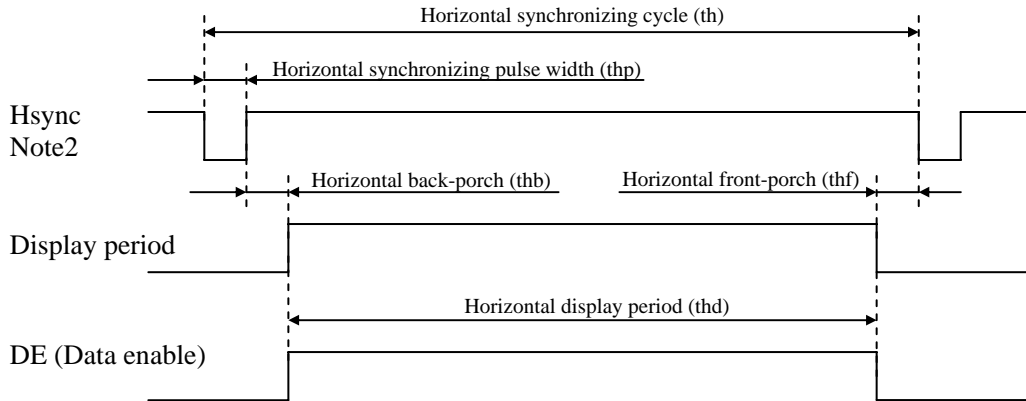 Horizontal synchronizing cycle (th)
Horizontal synchronizing pulse width (thp)
Hsync
Note2
Horizontal back-porch (thb)
Horizontal front-porch (thf)
Display period
Horizontal display period (thd)
DE (Data enable)